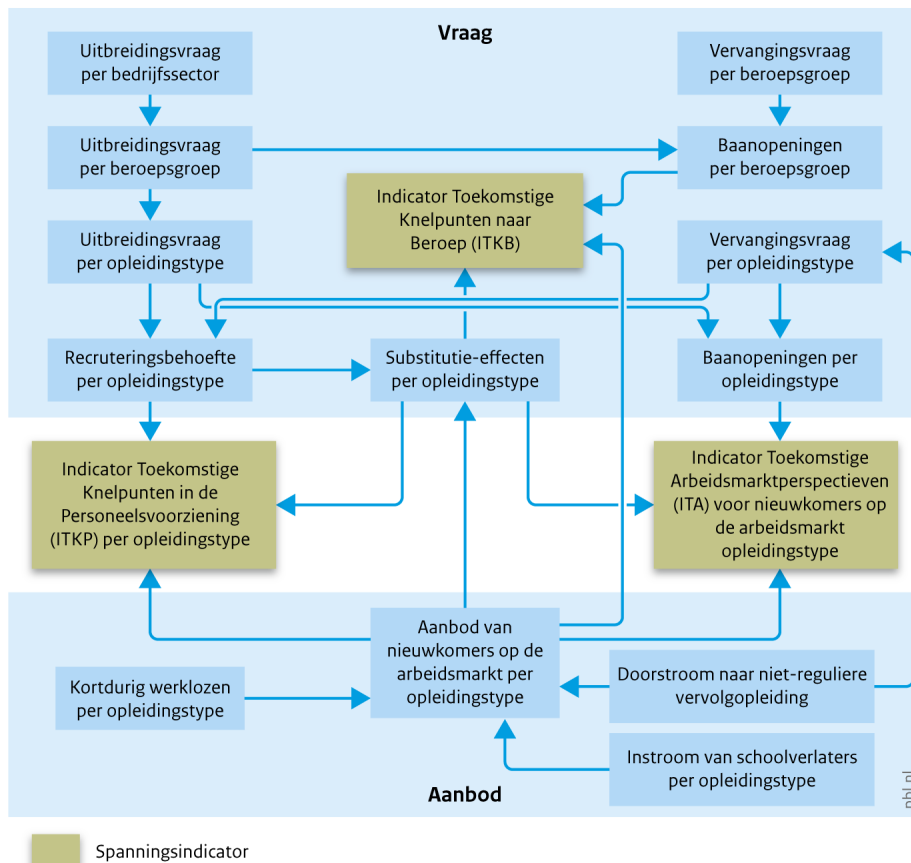 Vraag
Uitbreidingsvraag
per bedrijfssector
Vervangingsvraag
per beroepsgroep
Uitbreidingsvraag
per beroepsgroep
Baanopeningen
per beroepsgroep
Indicator Toekomstige
Knelpunten naar
Beroep (ITKB)
Uitbreidingsvraag
per opleidingstype
Vervangingsvraag
per opleidingstype
Recruteringsbehoefte
per opleidingstype
Substitutie-effecten
per opleidingstype
Baanopeningen per
opleidingstype
Indicator Toekomstige
Knelpunten in de
Personeelsvoorziening
(ITKP) per opleidingstype
Indicator Toekomstige
Arbeidsmarktperspectieven
(ITA) voor nieuwkomers op
de arbeidsmarkt
opleidingstype
Aanbod van
nieuwkomers op de
arbeidsmarkt per
opleidingstype
Kortdurig werklozen
per opleidingstype
Doorstroom naar niet-reguliere
vervolgopleiding
Instroom van schoolverlaters
per opleidingstype
Aanbod
pbl.nl
Spanningsindicator